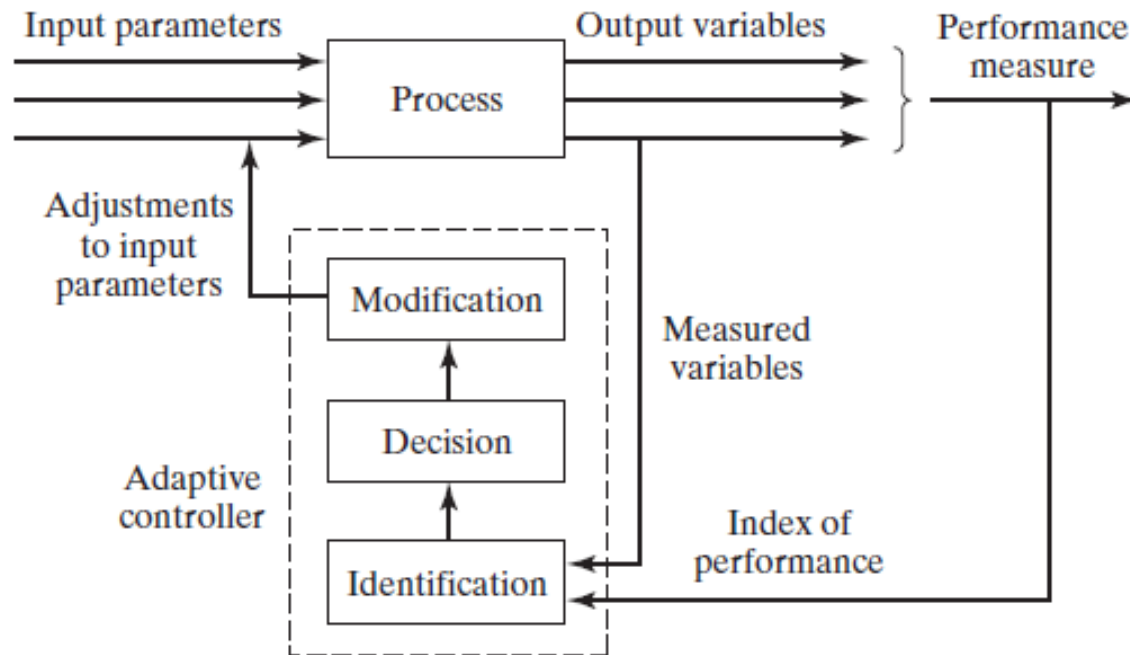 Input parameters
Output variables
Performance
measure
Process
Adjustments
to input
parameters
Modification
Measured
variables
Decision
Adaptive
controller
Index of
performance
Identification